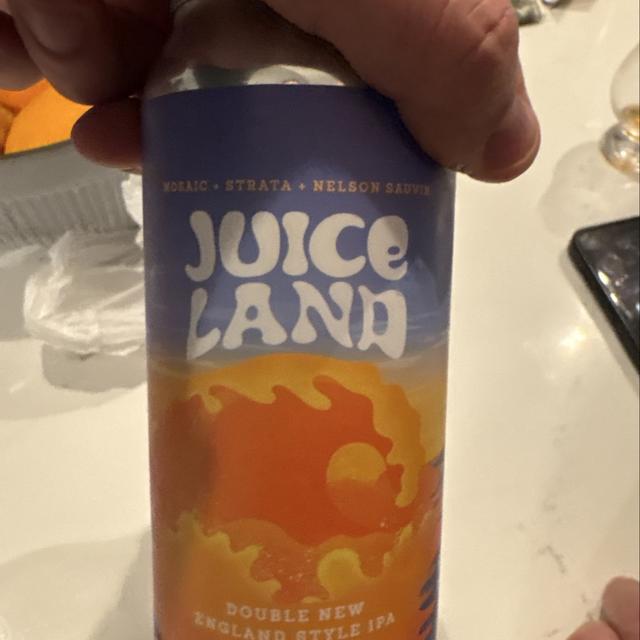 MOSAIC + STRATA + NELSON SAUVIN
JUICE
LAND
DOUBLE NEW
ENGLAND STYLE IPA